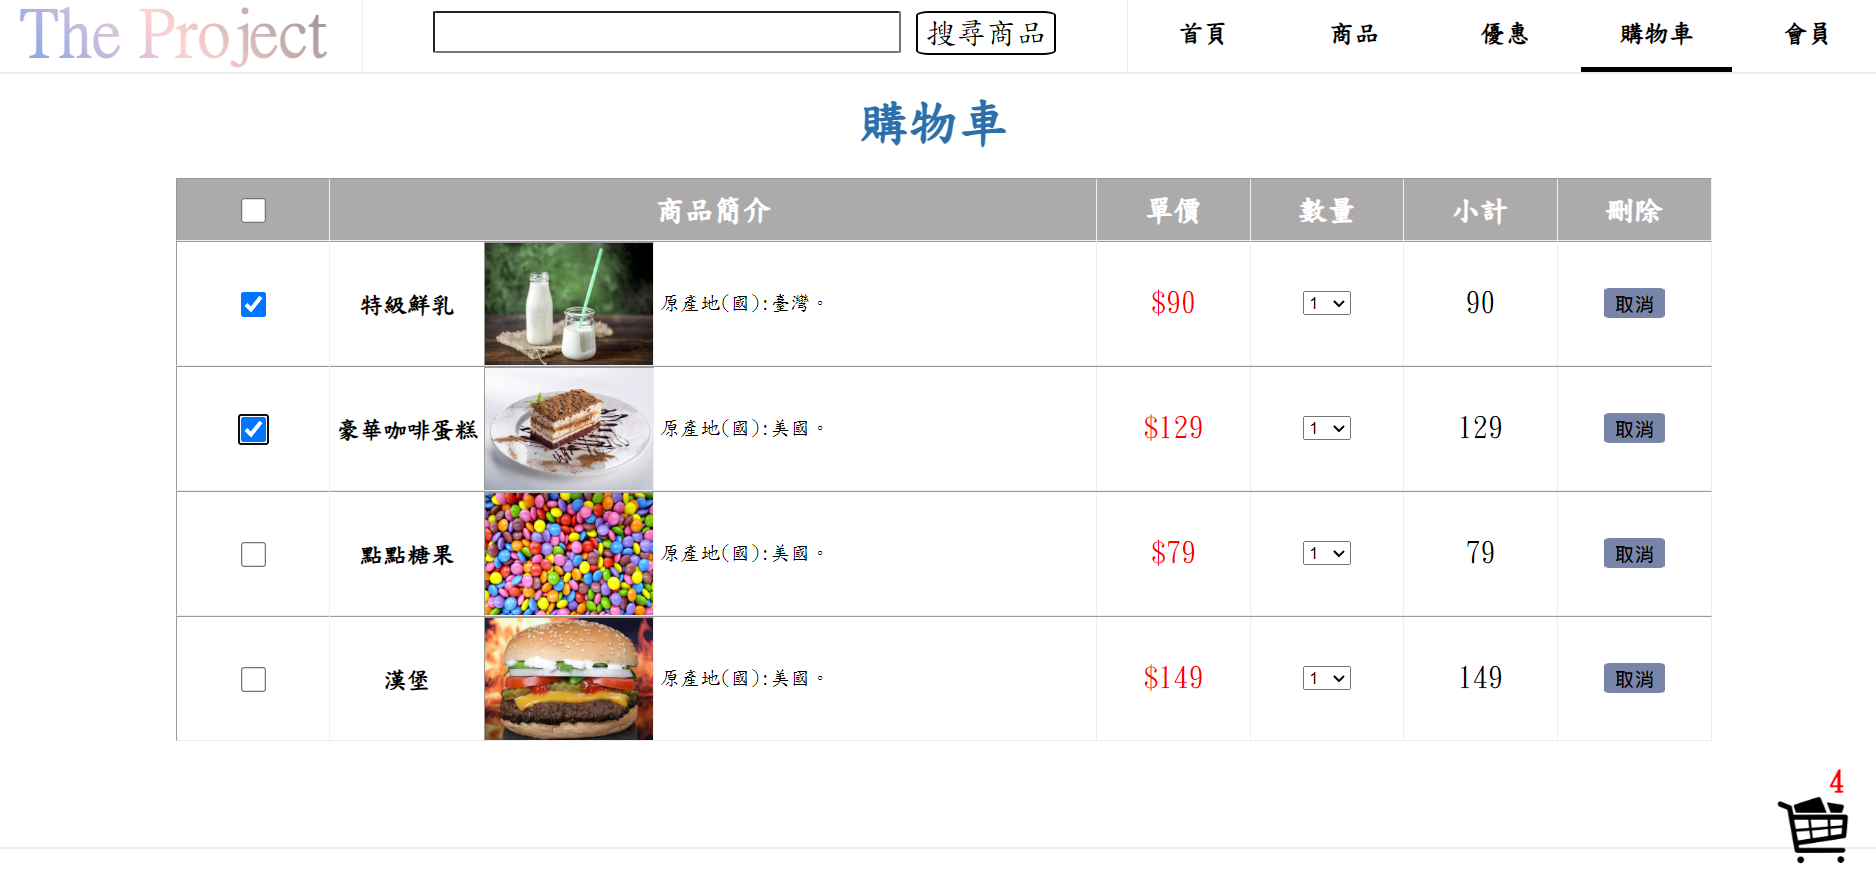 The Project
搜尋商品
首頁 商品 優惠 購物車 會員
購物車
商品簡介 單價 數量 小計 刪除
特級鮮乳 原產地(國):臺灣。 $90 1 90 取消
豪華咖啡蛋糕 原產地(國):美國。 $129 1 129 取消
點點糖果 原產地(國):美國。 $79 1 79 取消
漢堡 原產地(國):美國。 $149 1 149 取消
4